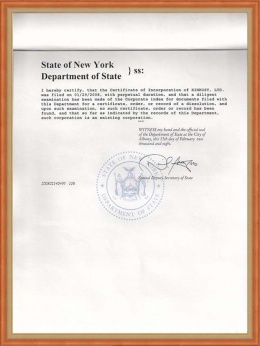 State of New York
Department of State } ss:
I hereby certify, that the Certificate of Incorporation of LTD.
was filed on 01/29/2008, with perpetual duration, and that a diligent
examination has been made of the Corporate index for documents filed with
this Department for a certificate, order, or record of a dissolution, and
upon such examination, no such certificate, order or record has been
found, and that so far as indicated by the records of this Department,
such corporation is an existing corporation.
WITNESS my hand and the official seal
of the Department of State at the City of
Albany, this day of February two
thousand and eight.
Special Deputy Secretary of State
STATE OF NEW YORK
DEPARTMENT OF STATE